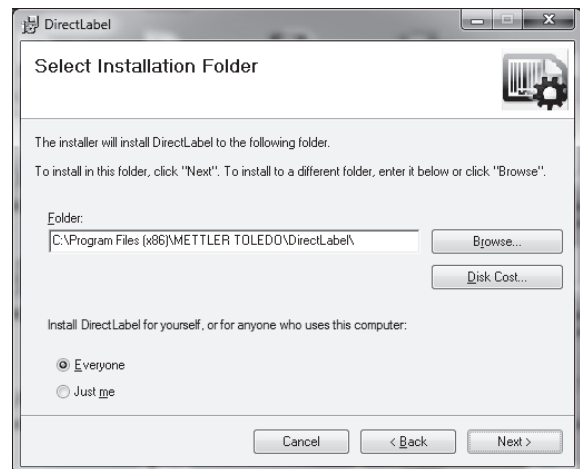 DirectLabel
Select Installation Folder
The installer will install DirectLabel to the following folder.
To install in this folder, click "Next". To install to a different folder, enter it below or click "Browse".
Folder:
C:\Program Files (x86)\METTLER TOLEDO\DirectLabel\
Browse...
Disk Cost...
Install DirectLabel for yourself, or for anyone who uses this computer:
Everyone
Just me
Cancel
< Back
Next >